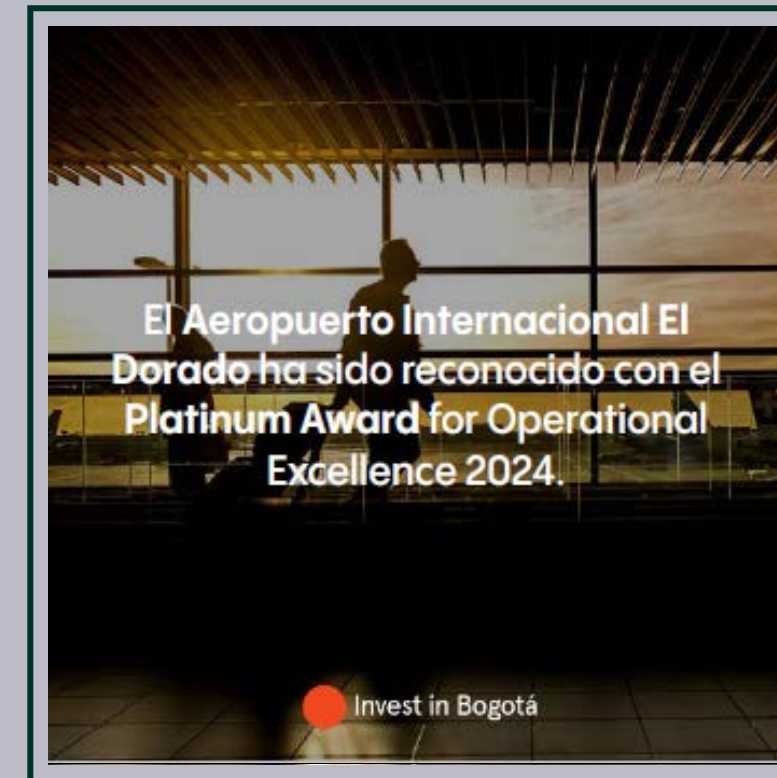 El Aeropuerto Internacional El
Dorado ha sido reconocido con el
Platinum Award for Operational
Excellence 2024.
Invest in Bogotá